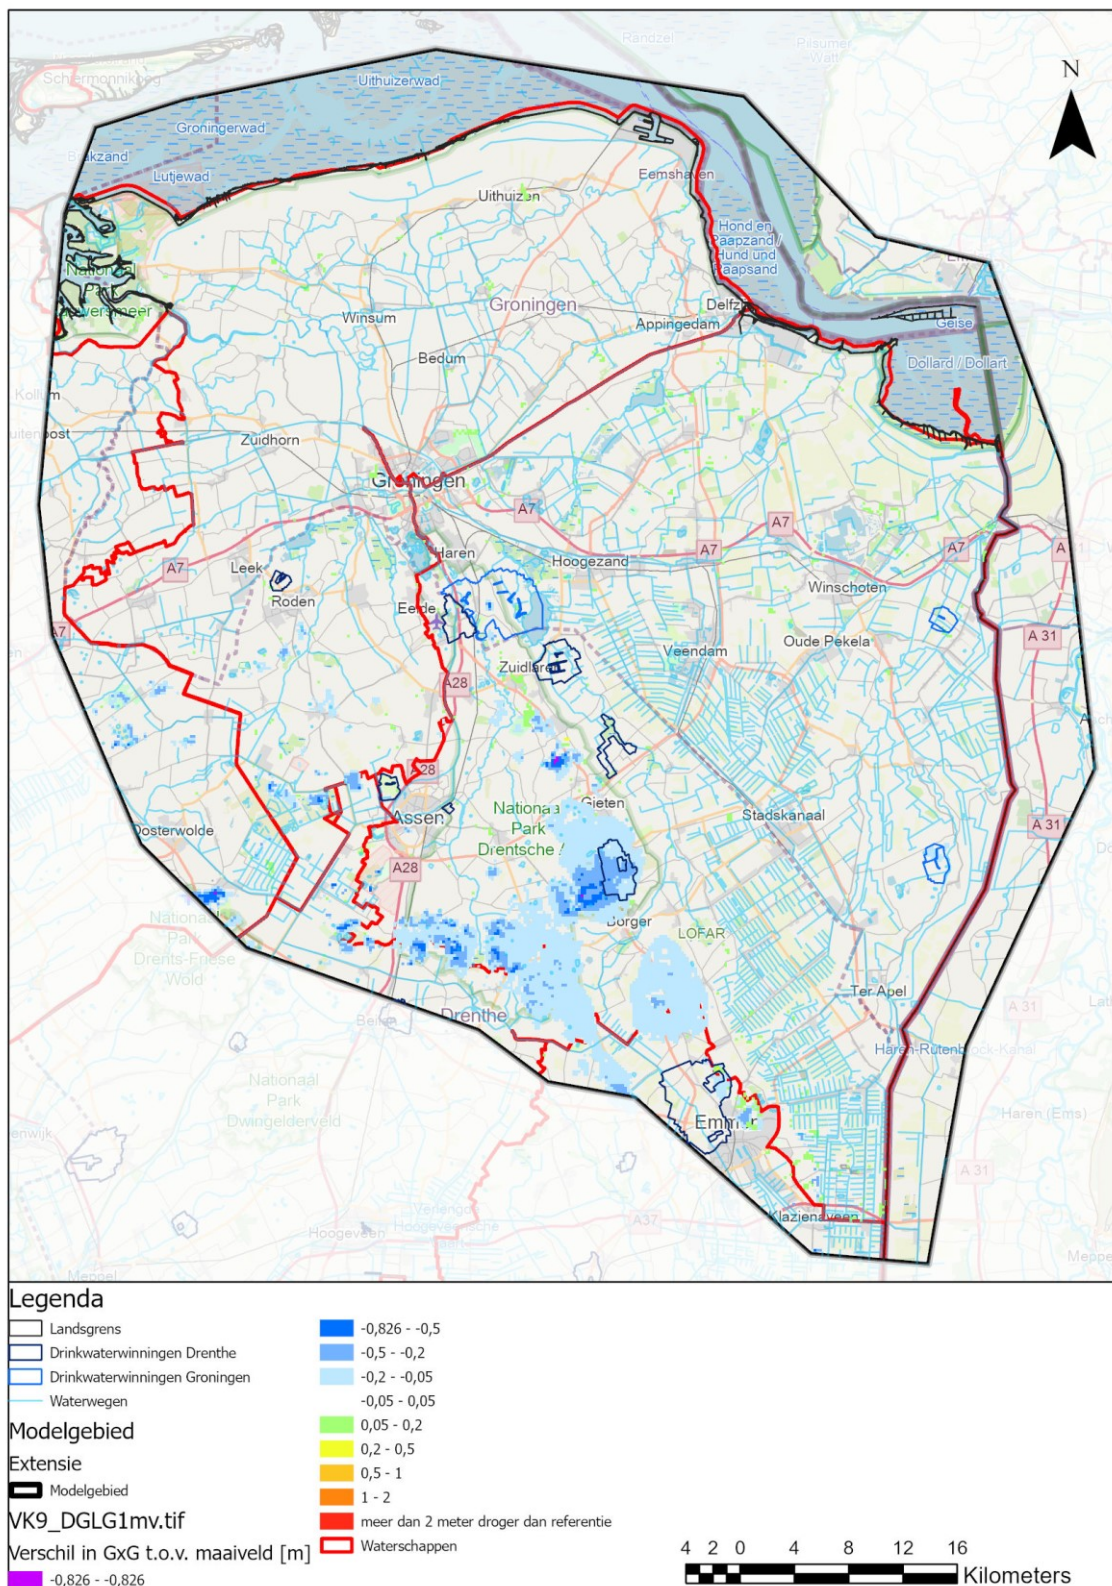 Randzel
Pilsumer
Watt
Schiermonnikoog
Uithuizerwad
N
Groningerwad
Lutjewad
Uithuizen
Eemshaven
Hond en
Paapzand /
Hund und
Paapsand
Nationaal
Park
Groningen
Delfzijl
Winsum
Appingedam
Geise
Bedum
Dollard / Dollart
Kollum
Zuidhorn
Groningen
A7
A7
A7
A7
Haren
Hoogezand
A7
Leek
Winschoten
Roden
Eelde
A7
A 31
Oude Pekela
Veendam
Zuidlaren
A28
A28
Gieten
Nationaal
Park
Drentsche
Assen
Stadskanaal
Oosterwolde
A 31
A28
Borger
LOFAR
Nationaal
Park
Drents-Friese
Wold
Ter Apel
Drenthe
A 31
Haren-Rütenbrock-Kanal
Nationaal
Park
Dwingelderveld
Haren (Ems)
Emmen
A 31
Klazienaveen
Verlengde
Hoogeveensche
A37
Hoogeveen
Meppel
Legenda
Landsgrens
Drinkwaterwinningen Drenthe
Drinkwaterwinningen Groningen
Waterwegen
Modelgebied
Extensie
Modelgebied
VK9_DGLG1mv.tif
Verschil in GxG t.o.v. maaiveld [m]
-0,826 - -0,826
-0,826 - -0,5
-0,5 - -0,2
-0,2 - -0,05
-0,05 - 0,05
0,05 - 0,2
0,2 - 0,5
0,5 - 1
1 - 2
meer dan 2 meter droger dan referentie
Waterschappen
4 2 0 4 8 12 16
Kilometers